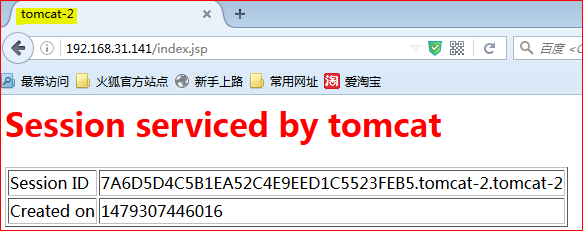 tomcat-2
192.168.31.141/index.jsp
百度 <C
最常访问 火狐官方站点 新手上路 常用网址 淘 爱淘宝
Session serviced by tomcat
Session ID 7A6D5D4C5B1EA52C4E9EED1C5523FEB5.tomcat-2.tomcat-2
Created on 1479307446016